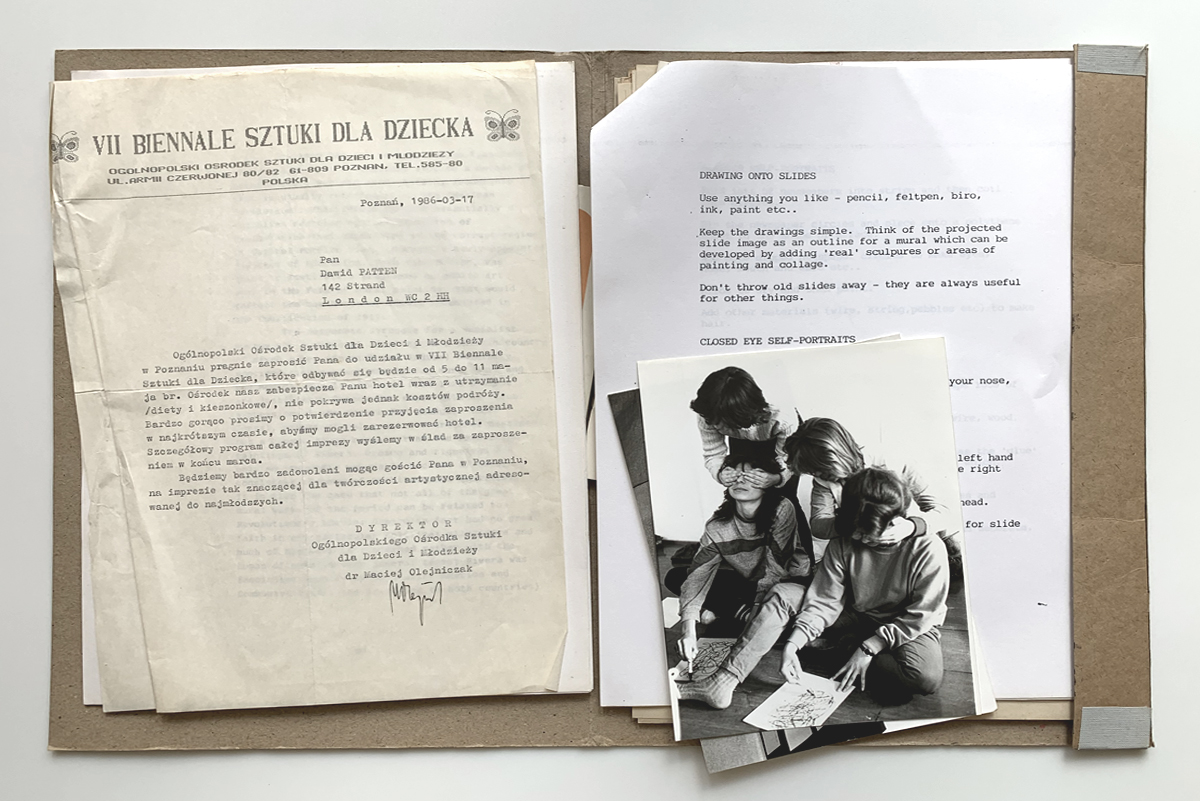 VII BIENNALE SZTUKI DLA DZIECKA
OGOLNOPOLSKI OSRODEK SZTUKI DLA DZIECI I MLODZIEZY
UL.ARMII CZERWONEJ 80/82 61-809 POZNAN, TEL.585-80
POLSKA
Poznań, 1986-03-17
Pan
Dawid PATTEN
142 Strand
London WC 2 HH
Ogólnopolski Ośrodek Sztuki dla Dzieci i Młodzieży
w Poznaniu pragnie zaprosić Pana do udziału w VII Biennale
Sztuki dla Dziecka, które odbywać się będzie od 5 do 11 ma-
ja br. Ośrodek nasz zabezpiecza Panu hotel wraz z utrzymanie
/diety i kieszonkowe/, nie pokrywa jednak kosztów podróży.
Bardzo gorąco prosimy o potwierdzenie przyjęcia zaproszenia
w najkrótszym czasie, abyśmy mogli zarezerwować hotel.
Szczegółowy program całej imprezy wyślemy w ślad za zaprosze-
niem w końcu marca.
Będziemy bardzo zadowoleni mogąc gościć Pana w Poznaniu,
na imprezie tak znaczącej dla twórczości artystycznej adreso-
wanej do najmłodszych.
DYREKTOR
Ogólnopolskiego Ośrodka Sztuki
dla Dzieci i Młodzieży
dr Maciej Olejniczak
DRAWING ONTO SLIDES
Use anything you like - pencil, feltpen, biro,
ink, paint etc..
Keep the drawings simple. Think of the projected
slide image as an outline for a mural which can be
developed by adding 'real' sculpures or areas of
painting and collage.
Don't throw old slides away - they are always useful
for other things.
CLOSED EYE SELF-PORTRAITS
your nose,
left hand
right
head.
for slide